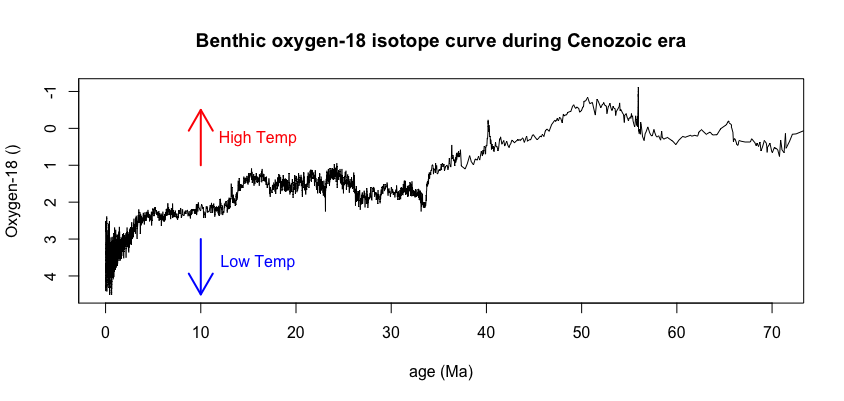 Benthic oxygen-18 isotope curve during Cenozoic era
Oxygen-18 ()
-1
0
1
2
3
4
High Temp
Low Temp
0 10 20 30 40 50 60 70
age (Ma)